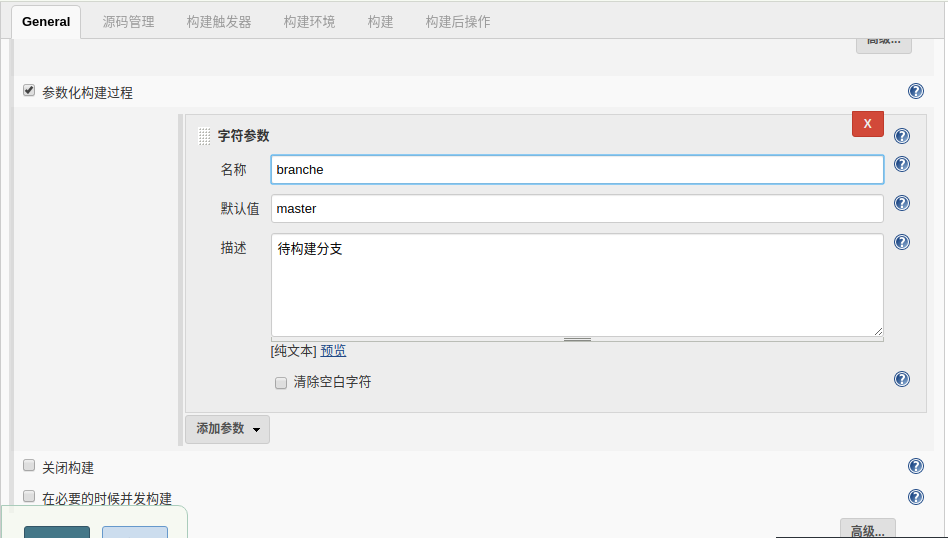 General 源码管理 构建触发器 构建环境 构建 构建后操作
高级...
参数化构建过程
X
字符参数
名称 branche
默认值 master
描述 待构建分支
[纯文本] 预览
清除空白字符
添加参数
关闭构建
在必要的时候并发构建
高级...